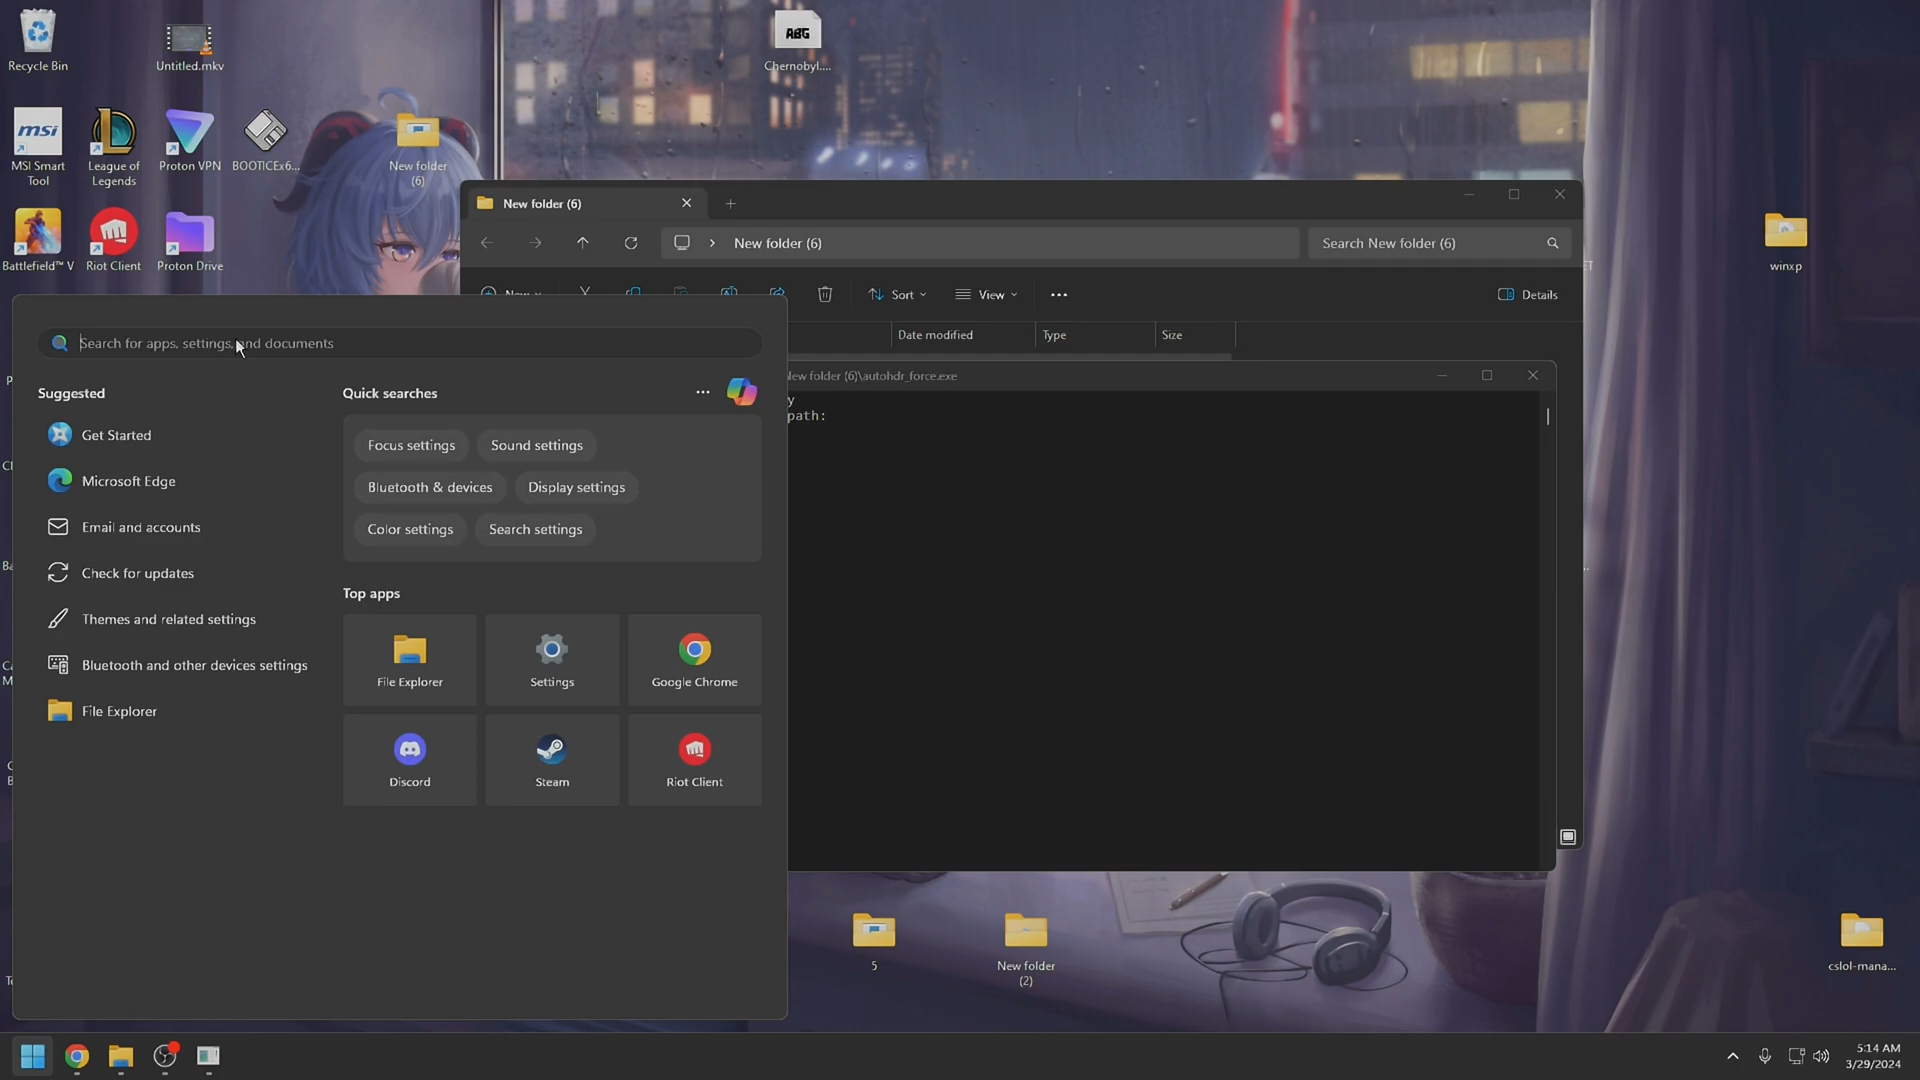 Recycle Bin
Untitled.mkv
ABG
Chernobyl....
msi
MSI Smart
Tool
League of
Legends
Proton VPN
BOOTICEx6...
New folder
(6)
Battlefield™ V
Riot Client
Proton Drive
winxp
New folder (6)
New folder (6)
Search New folder (6)
Sort
View
Details
Date modified
Type
Size
New folder (6)\autohdr_force.exe
y
path:
Search for apps, settings, and documents
Suggested
Get Started
Microsoft Edge
Email and accounts
Check for updates
Themes and related settings
Bluetooth and other devices settings
File Explorer
Quick searches
Focus settings
Sound settings
Bluetooth & devices
Display settings
Color settings
Search settings
Top apps
File Explorer
Settings
Google Chrome
Discord
Steam
Riot Client
5
New folder
(2)
cslol-mana...
5:14 AM
3/29/2024